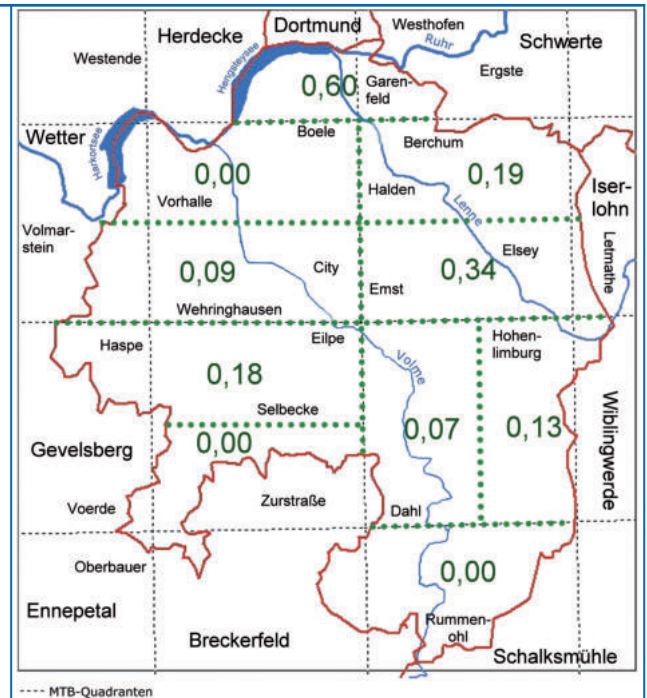 Herdecke
Dortmund
Westhofen
Ruhr
Schwerte
Westende
Hengsteysee
Garen-
feld
Ergste
0,60
Wetter
Harkortsee
Boele
Berchum
0,00
0,19
Vorhalle
Halden
Lenne
Iser-
lohn
Volmar-
stein
Letmathe
0,09
City
Emst
0,34
Elsey
Wehringhausen
Haspe
Eilpe
Volme
Hohen-
limburg
0,18
Selbecke
0,07
0,13
Wiblingwerde
Gevelsberg
0,00
Voerde
Zurstraße
Dahl
Oberbauer
0,00
Ennepetal
Rummen-
ohl
Breckerfeld
Schalksmühle
MTB-Quadranten